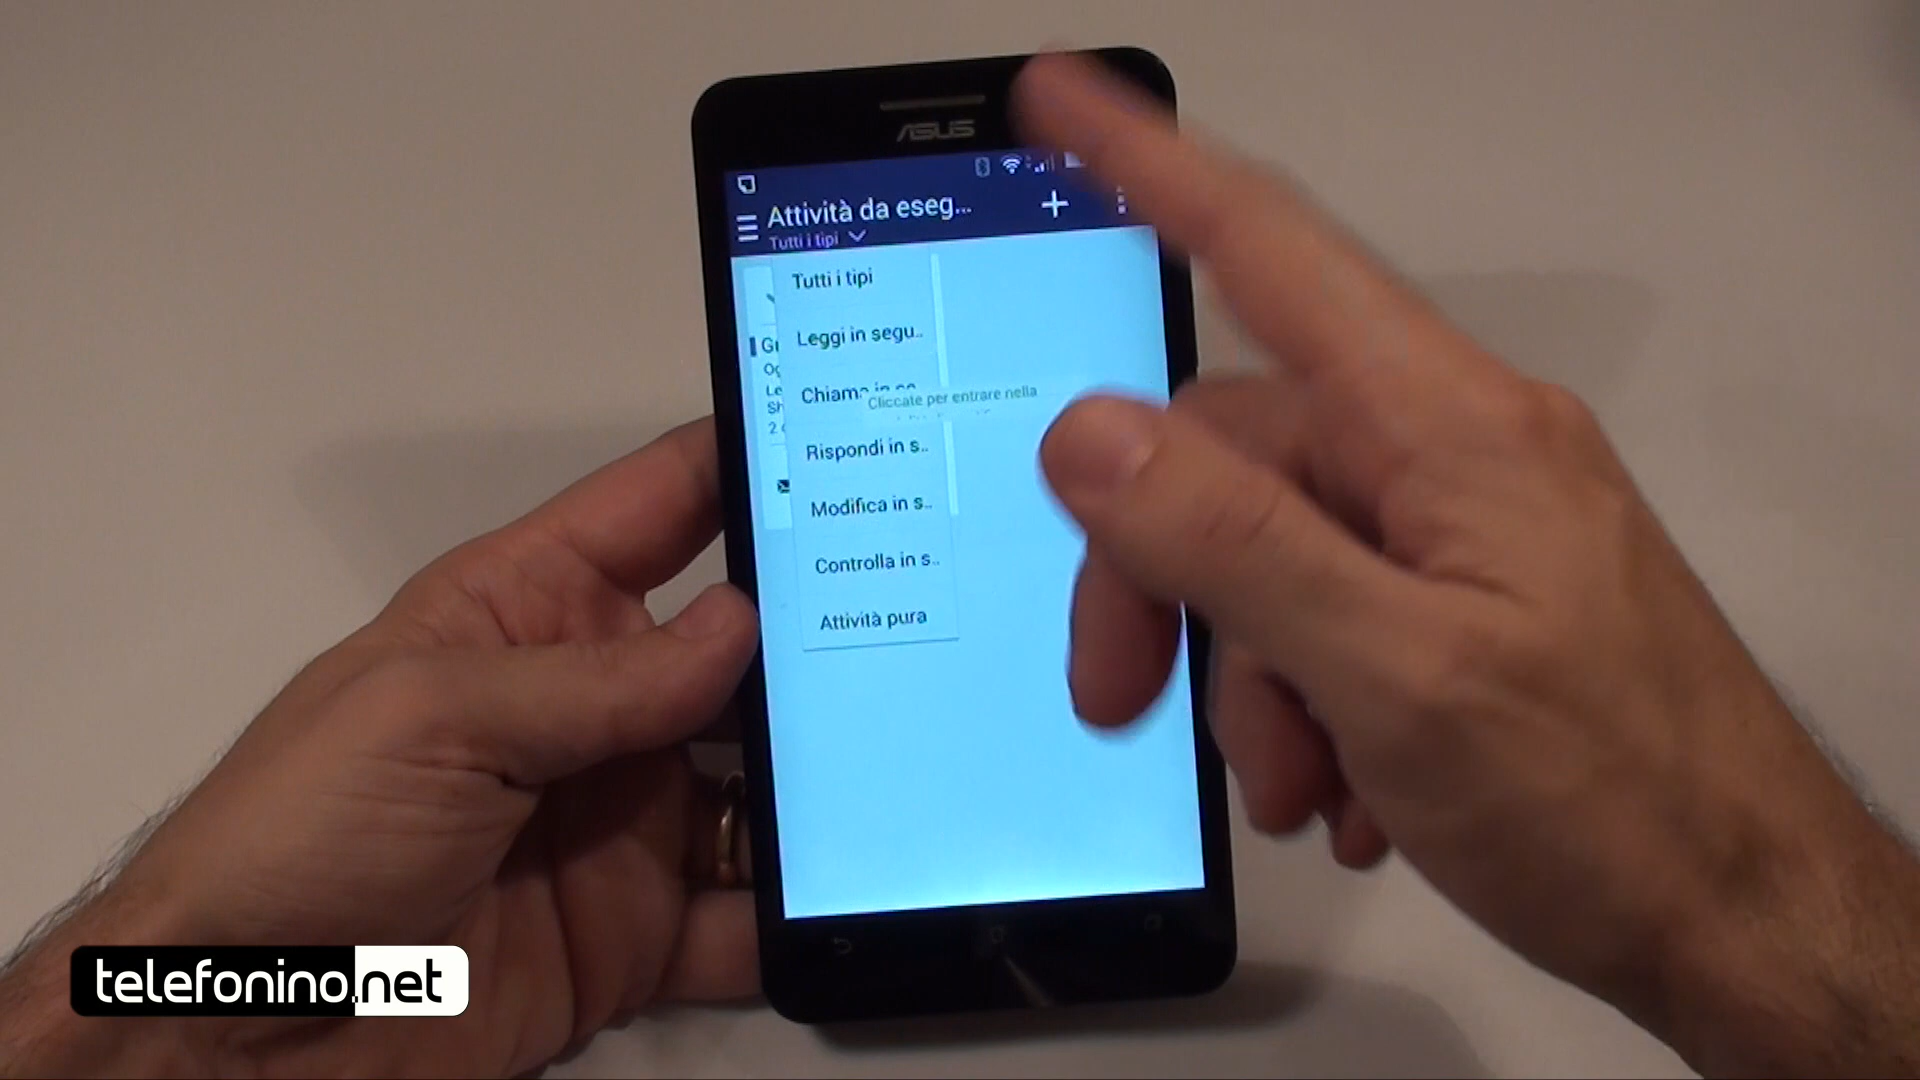 ASUS
Attività da eseg...
Tutti i tipi
Tutti i tipi
Leggi in segu..
Cliccate per entrare nella
Rispondi in s..
Modifica in s..
Controlla in s..
Attività pura
telefonino.net